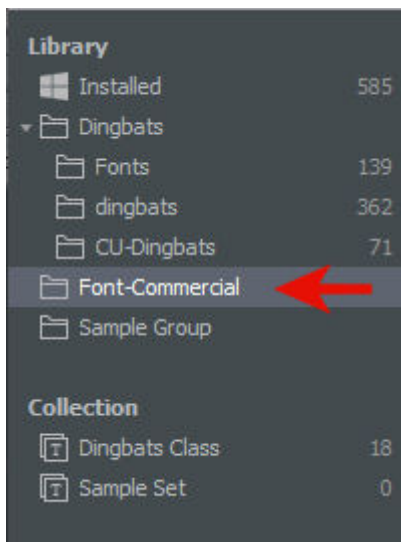 Library
Installed 585
Dingbats
Fonts 139
dingbats 362
CU-Dingbats 71
Font-Commercial
Sample Group
Collection
Dingbats Class 18
Sample Set 0